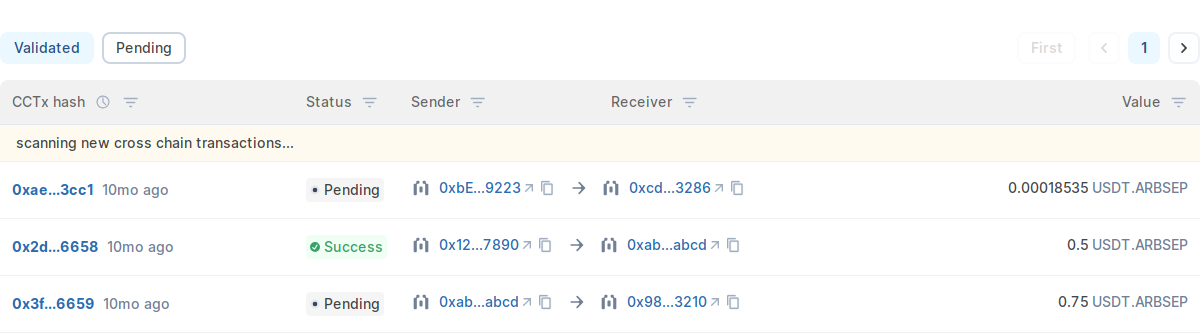 Validated Pending First 1
CCTx hash Status Sender Receiver Value
scanning new cross chain transactions...
0xae...3cc1 10mo ago Pending 0xbE...9223 0xcd...3286 0.00018535 USDT.ARBSEP
0x2d...6658 10mo ago Success 0x12...7890 0xab...abcd 0.5 USDT.ARBSEP
0x3f...6659 10mo ago Pending 0xab...abcd 0x98...3210 0.75 USDT.ARBSEP